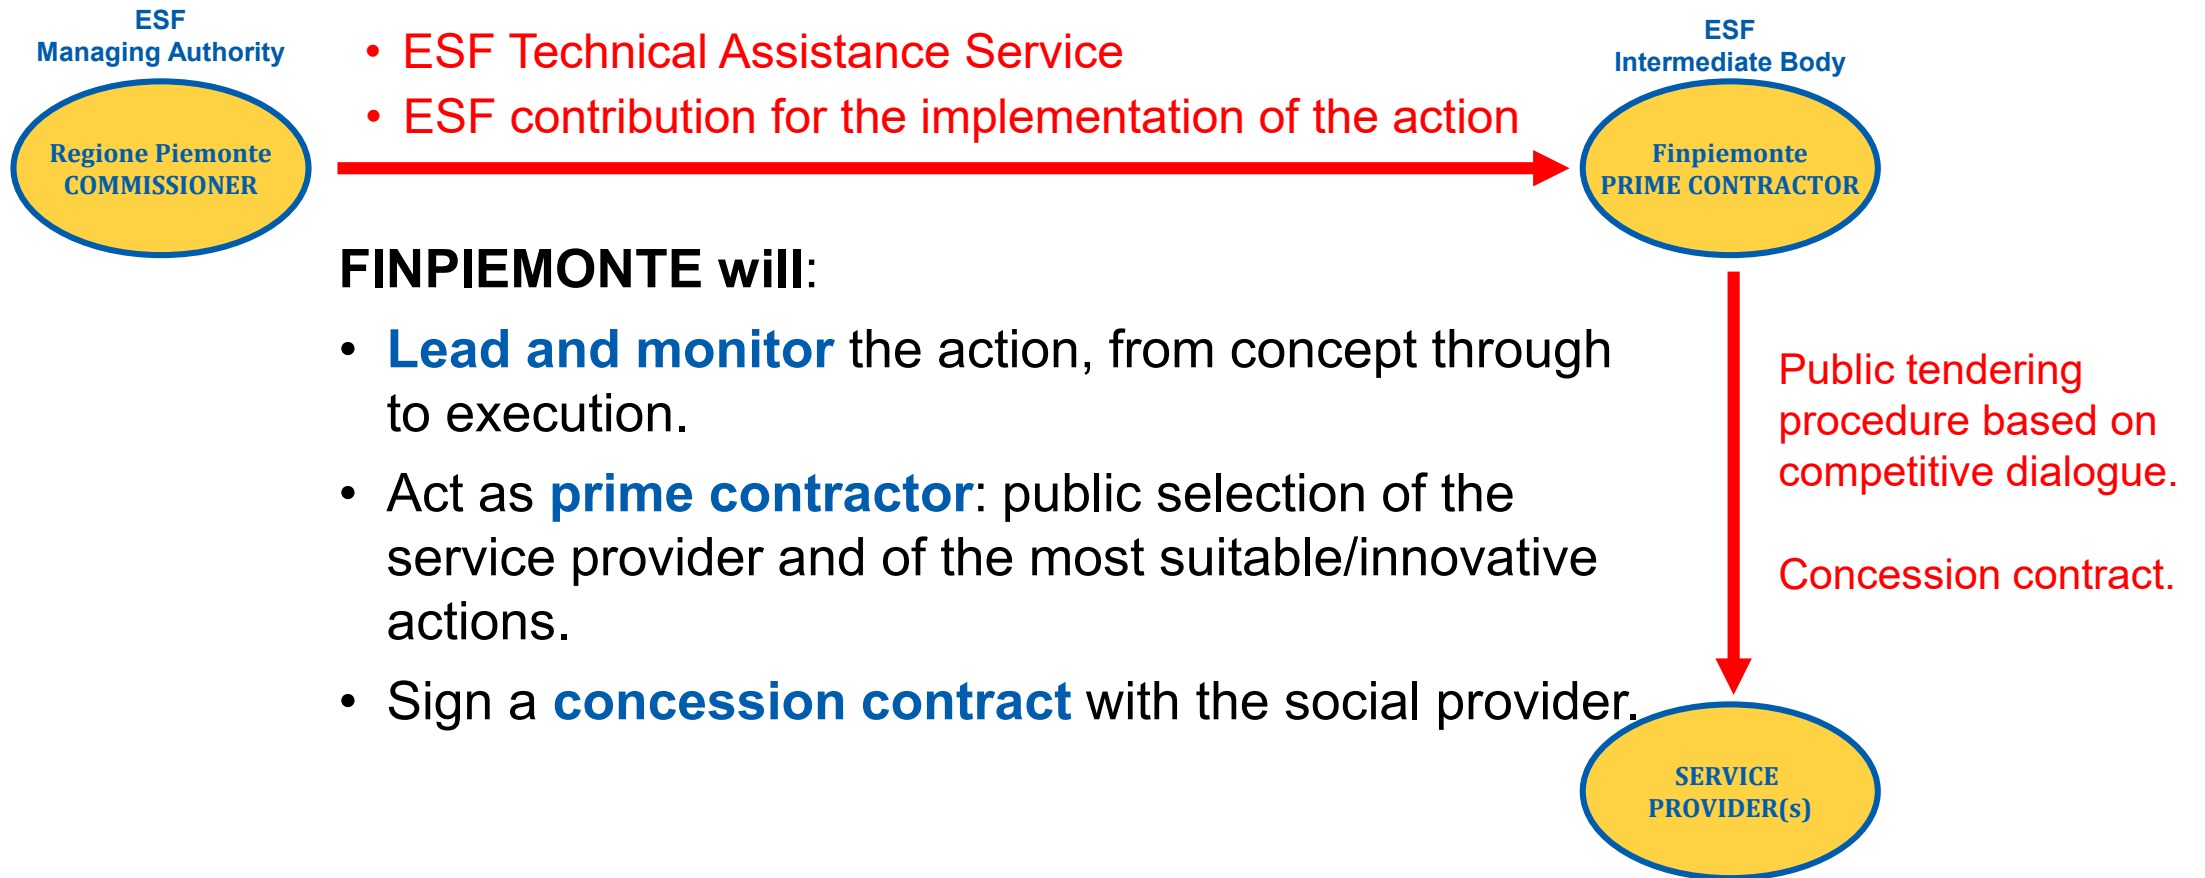 ESF
Managing Authority
Regione Piemonte
COMMISSIONER
• ESF Technical Assistance Service
• ESF contribution for the implementation of the action
ESF
Intermediate Body
Finpiemonte
PRIME CONTRACTOR
FINPIEMONTE will:
• Lead and monitor the action, from concept through
to execution.
• Act as prime contractor: public selection of the
service provider and of the most suitable/innovative
actions.
• Sign a concession contract with the social provider.
Public tendering
procedure based on
competitive dialogue.
Concession contract.
SERVICE
PROVIDER(s)